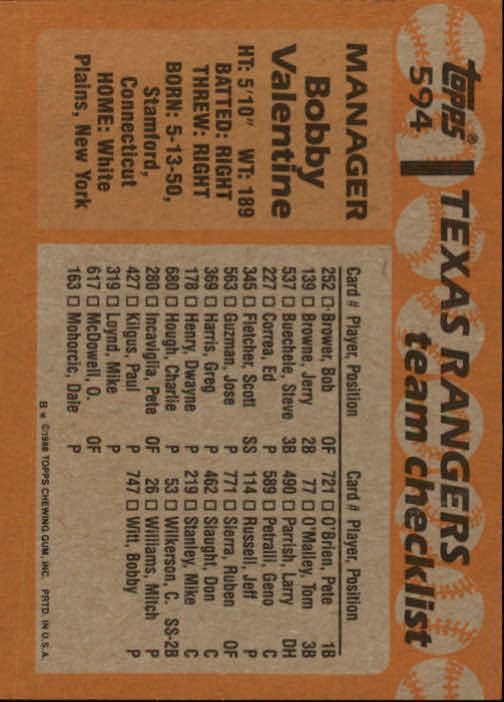 topps®
594
TEXAS RANGERS
team checklist
MANAGER
Bobby
Valentine
HT: 5'10" WT: 189
BATTED: RIGHT
THREW: RIGHT
BORN: 5-13-50,
Stamford,
Connecticut
HOME: White
Plains, New York
Card # Player, Position
252 □ Brower, Bob OF
139 □ Browne, Jerry 2B
537 □ Buechele, Steve 3B
227 □ Correa, Ed P
345 □ Fletcher, Scott SS
563 □ Guzman, Jose P
369 □ Harris, Greg P
178 □ Henry, Dwayne P
680 □ Hough, Charlie P
280 □ Incaviglia, Pete OF
427 □ Kilgus, Paul P
319 □ Loynd, Mike P
617 □ McDowell, O. OF
163 □ Mohorcic, Dale P
Card # Player, Position
721 □ O'Brien, Pete 1B
77 □ O'Malley, Tom 3B
490 □ Parrish, Larry DH
589 □ Petralli, Geno C
114 □ Russell, Jeff P
771 □ Sierra, Ruben OF
462 □ Slaught, Don C
219 □ Stanley, Mike C
53 □ Wilkerson, C. SS-2B
26 □ Williams, Mitch P
747 □ Witt, Bobby P
B * ©1988 TOPPS CHEWING GUM, INC. PRTD. IN U.S.A.